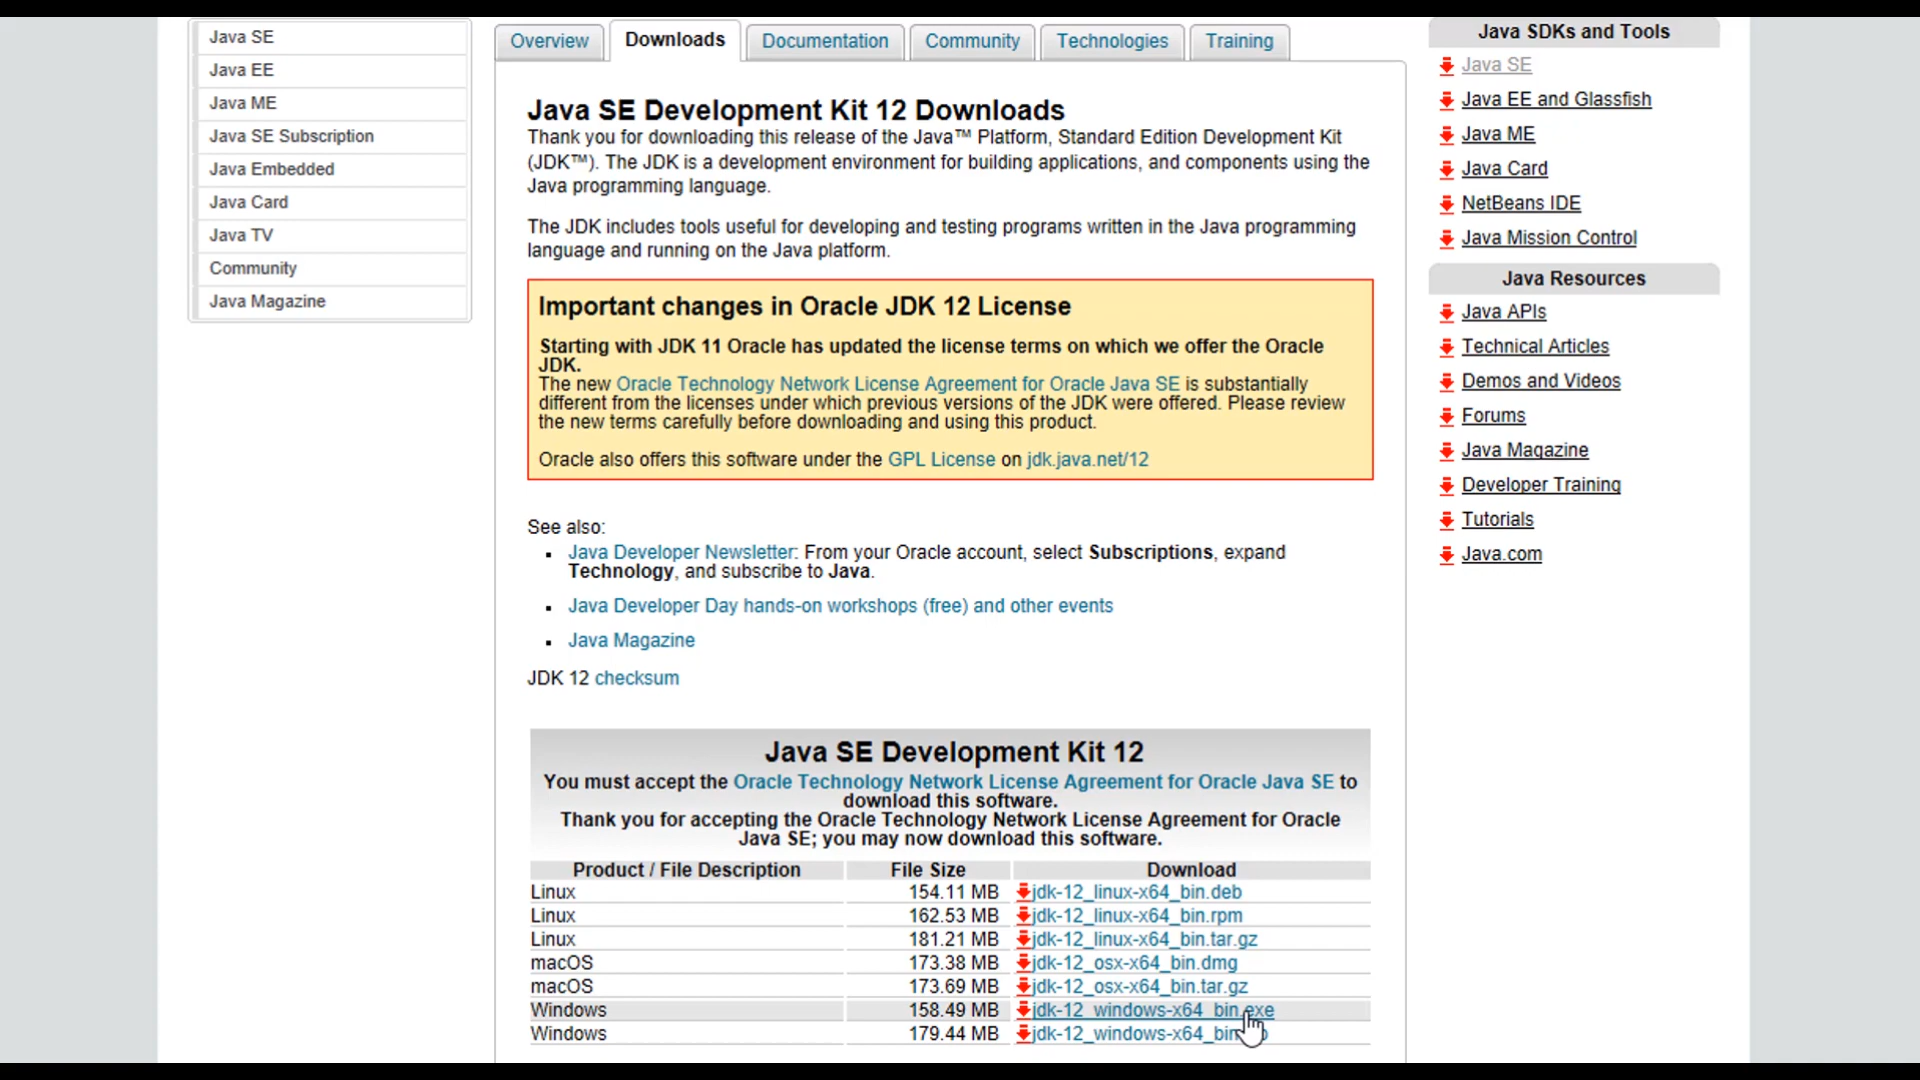 Java SE
Java EE
Java ME
Java SE Subscription
Java Embedded
Java Card
Java TV
Community
Java Magazine
Overview
Downloads
Documentation
Community
Technologies
Training
Java SE Development Kit 12 Downloads
Thank you for downloading this release of the Java™ Platform, Standard Edition Development Kit
(JDK™). The JDK is a development environment for building applications, and components using the
Java programming language.
The JDK includes tools useful for developing and testing programs written in the Java programming
language and running on the Java platform.
Important changes in Oracle JDK 12 License
Starting with JDK 11 Oracle has updated the license terms on which we offer the Oracle
JDK.
The new Oracle Technology Network License Agreement for Oracle Java SE is substantially
different from the licenses under which previous versions of the JDK were offered. Please review
the new terms carefully before downloading and using this product.
Oracle also offers this software under the GPL License on jdk.java.net/12
See also:
Java Developer Newsletter: From your Oracle account, select Subscriptions, expand
Technology, and subscribe to Java.
Java Developer Day hands-on workshops (free) and other events
Java Magazine
JDK 12 checksum
Java SE Development Kit 12
You must accept the Oracle Technology Network License Agreement for Oracle Java SE to
download this software.
Thank you for accepting the Oracle Technology Network License Agreement for Oracle
Java SE; you may now download this software.
Product / File Description File Size Download
Linux 154.11 MB jdk-12_linux-x64_bin.deb
Linux 162.53 MB jdk-12_linux-x64_bin.rpm
Linux 181.21 MB jdk-12_linux-x64_bin.tar.gz
macOS 173.38 MB jdk-12_osx-x64_bin.dmg
macOS 173.69 MB jdk-12_osx-x64_bin.tar.gz
Windows 158.49 MB jdk-12_windows-x64_bin.exe
Windows 179.44 MB
Java SDKs and Tools
Java SE
Java EE and Glassfish
Java ME
Java Card
NetBeans IDE
Java Mission Control
Java Resources
Java APIs
Technical Articles
Demos and Videos
Forums
Java Magazine
Developer Training
Tutorials
Java.com